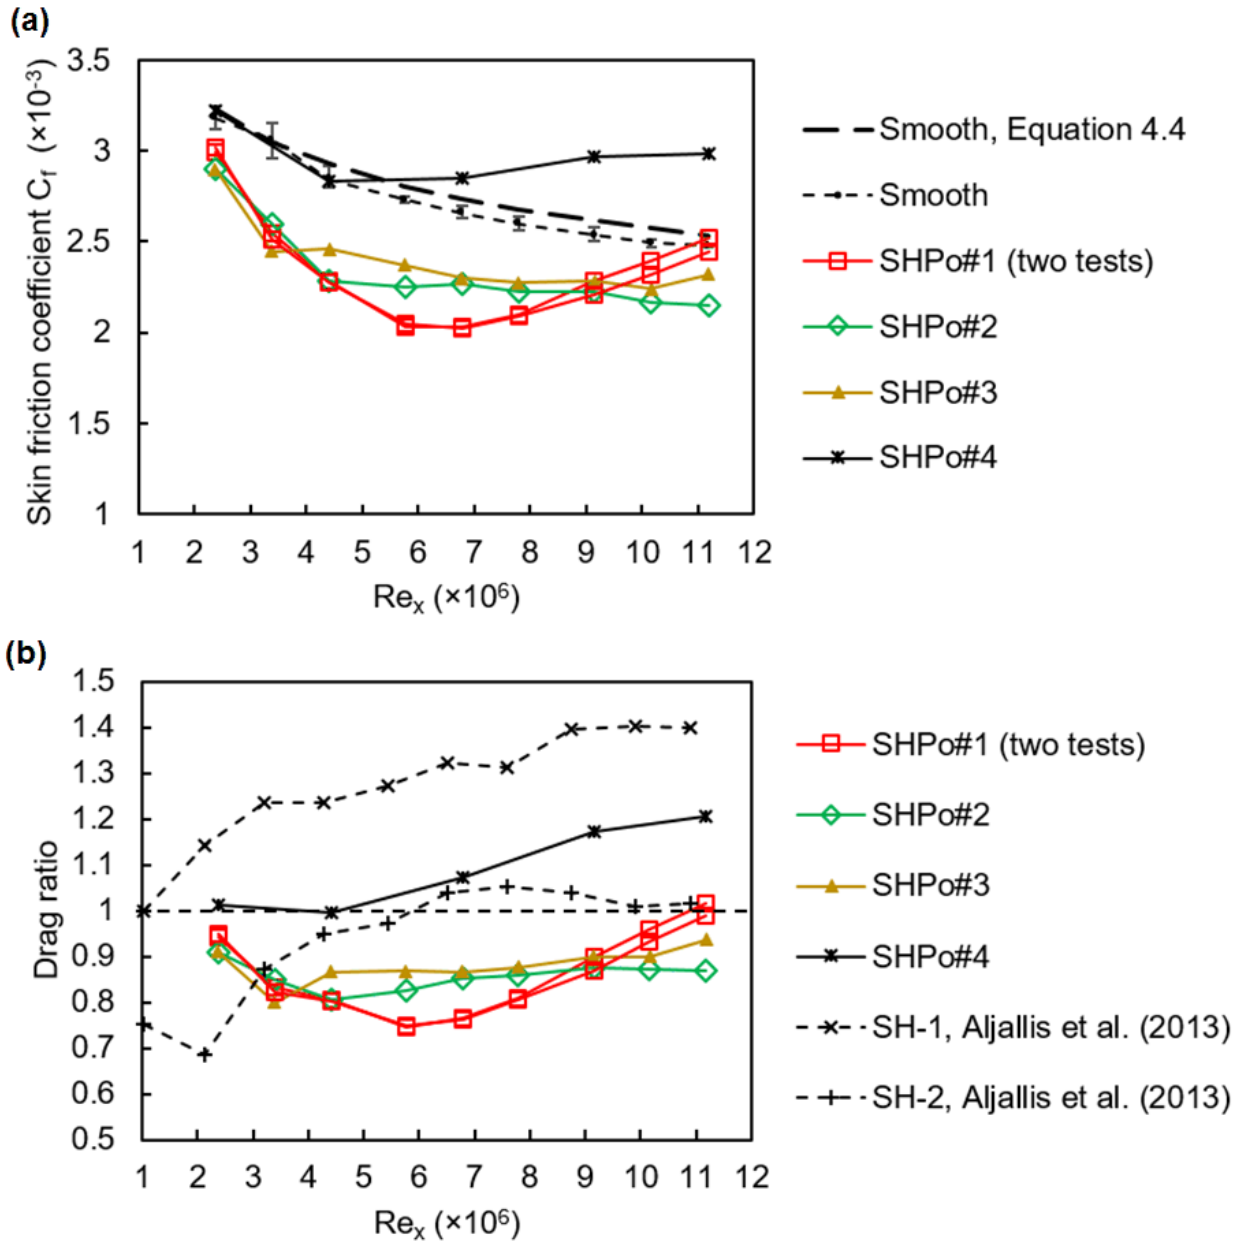 (a)
Skin friction coefficient Cf (×10-3)
3.5
3
2.5
2
1.5
1
1 2 3 4 5 6 7 8 9 10 11 12
Rex (×10⁶)
Smooth, Equation 4.4
Smooth
SHPo#1 (two tests)
SHPo#2
SHPo#3
SHPo#4
(b)
Drag ratio
1.5
1.4
1.3
1.2
1.1
1
0.9
0.8
0.7
0.6
0.5
1 2 3 4 5 6 7 8 9 10 11 12
Rex (×10⁶)
SHPo#1 (two tests)
SHPo#2
SHPo#3
SHPo#4
SH-1, Aljallis et al. (2013)
SH-2, Aljallis et al. (2013)